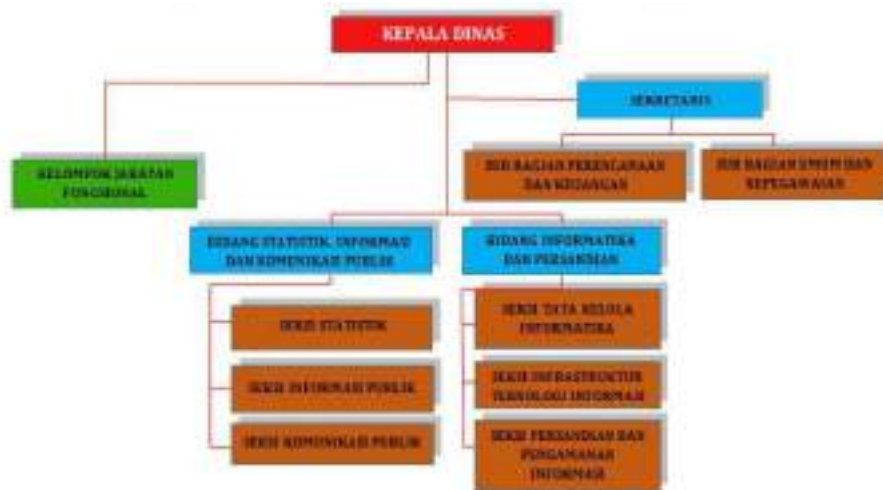 KEPALA DINAS
SEKRETARIS
KELOMPOK JABATAN
FUNGSIONAL
SUB BAGIAN PERENCANAAN
DAN KEUANGAN
SUB BAGIAN UMUM DAN
KEPEGAWAIAN
BIDANG STATISTIK, INFORMASI
DAN KOMUNIKASI PUBLIK
BIDANG INFORMATIKA
DAN PERSANDIAN
SEKSI STATISTIK
SEKSI TATA KELOLA
INFORMATIKA
SEKSI INFORMASI PUBLIK
SEKSI INFRASTRUKTUR
TEKNOLOGI INFORMASI
SEKSI KOMUNIKASI PUBLIK
SEKSI PERSANDIAN DAN
PENGAMANAN
INFORMASI